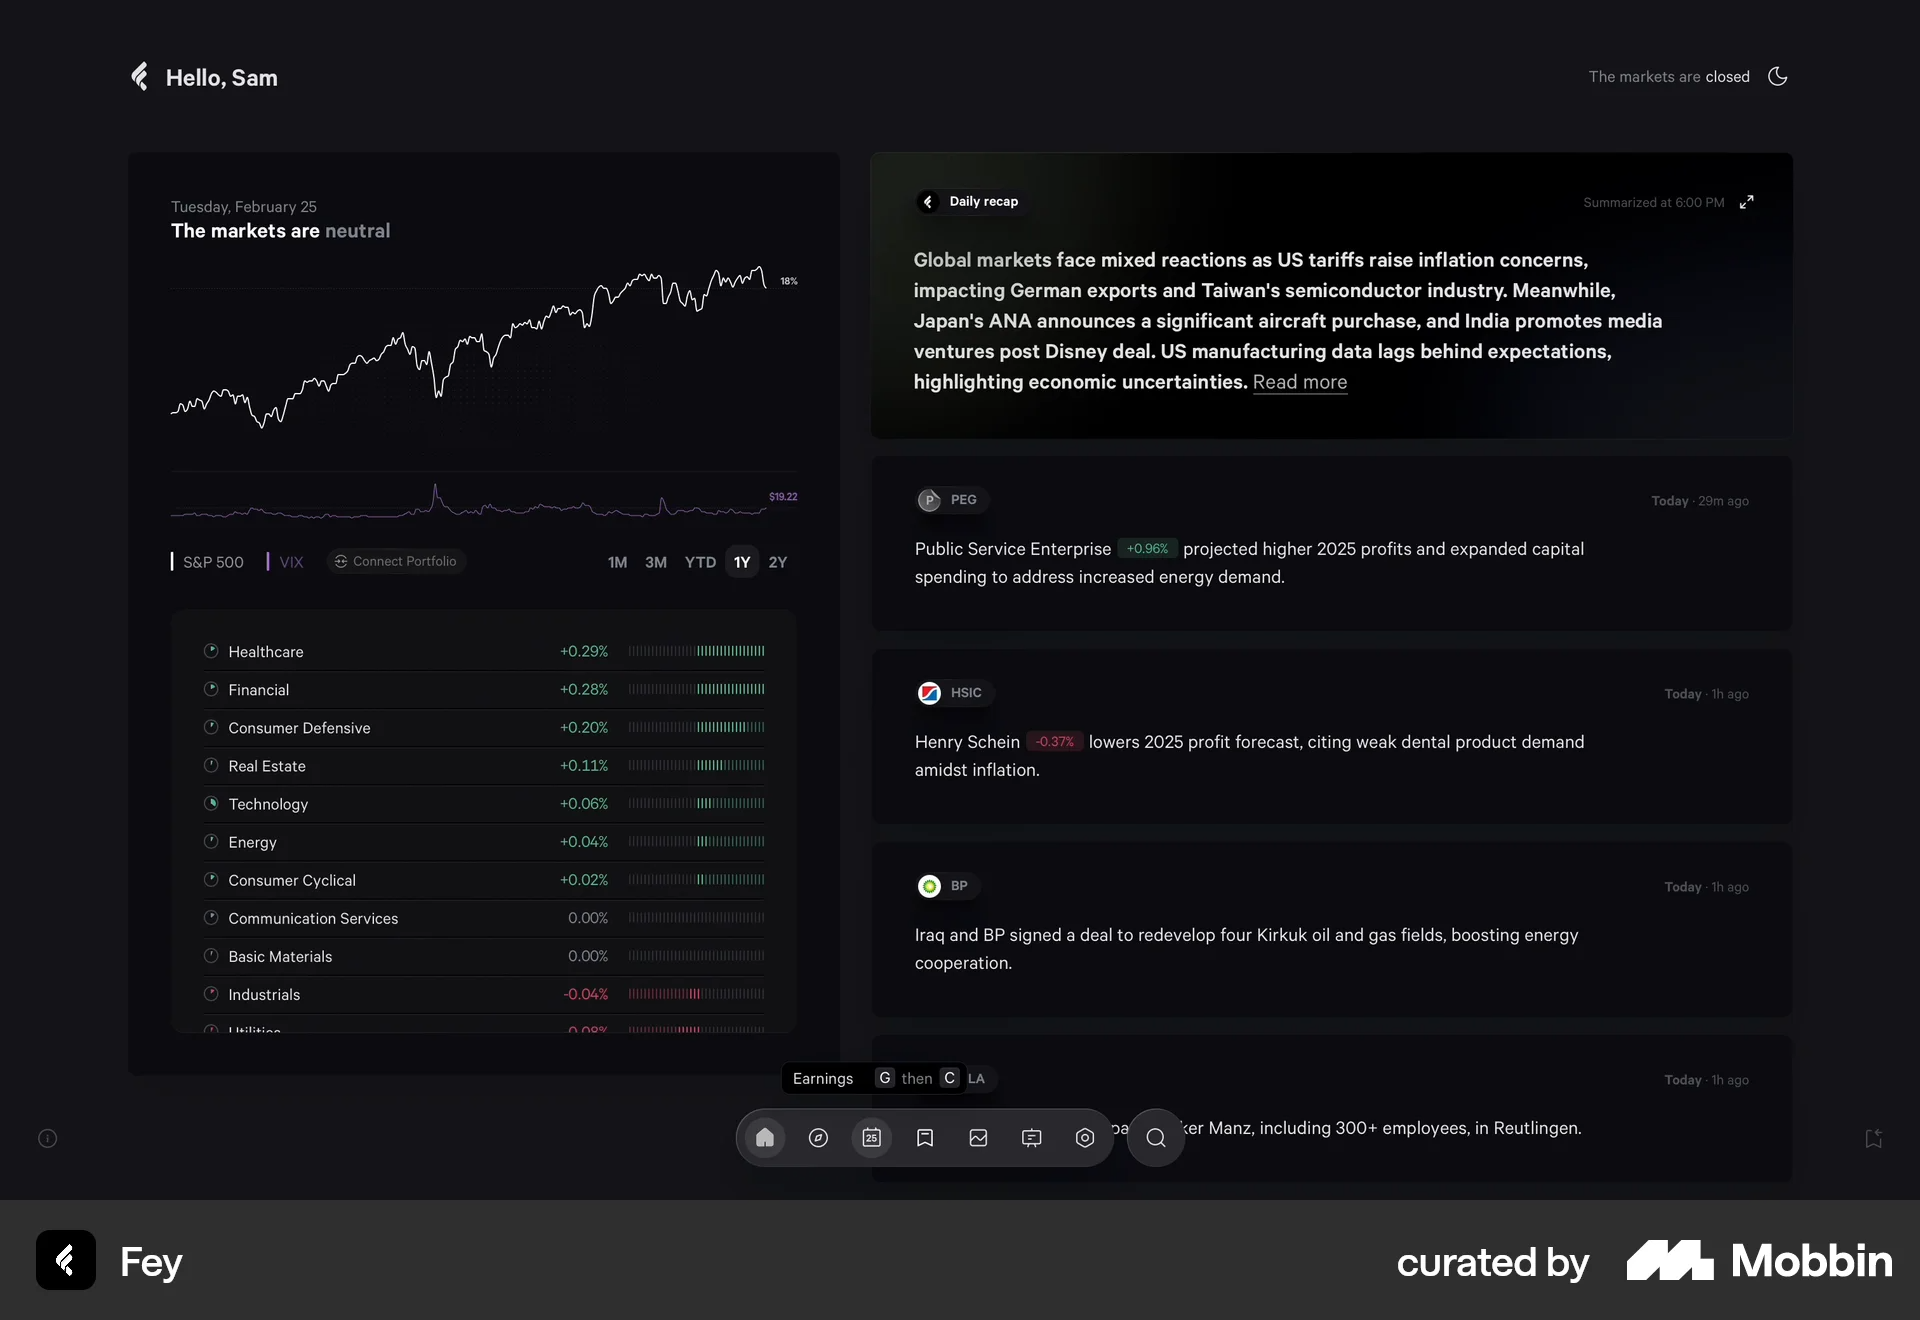 Hello, Sam
The markets are closed
Tuesday, February 25
The markets are neutral
18%
$19.22
S&P 500
VIX
Connect Portfolio
1M 3M YTD 1Y 2Y
Healthcare +0.29%
Financial +0.28%
Consumer Defensive +0.20%
Real Estate +0.11%
Technology +0.06%
Energy +0.04%
Consumer Cyclical +0.02%
Communication Services 0.00%
Basic Materials 0.00%
Industrials -0.04%
Utilities -0.08%
Daily recap
Summarized at 6:00 PM
Global markets face mixed reactions as US tariffs raise inflation concerns,
impacting German exports and Taiwan's semiconductor industry. Meanwhile,
Japan's ANA announces a significant aircraft purchase, and India promotes media
ventures post Disney deal. US manufacturing data lags behind expectations,
highlighting economic uncertainties. Read more
P PEG
Today · 29m ago
Public Service Enterprise +0.96% projected higher 2025 profits and expanded capital
spending to address increased energy demand.
HSIC
Today · 1h ago
Henry Schein -0.37% lowers 2025 profit forecast, citing weak dental product demand
amidst inflation.
BP
Today · 1h ago
Iraq and BP signed a deal to redevelop four Kirkuk oil and gas fields, boosting energy
cooperation.
LA
Today · 1h ago
ker Manz, including 300+ employees, in Reutlingen.
Earnings G then C
25
Fey
curated by Mobbin